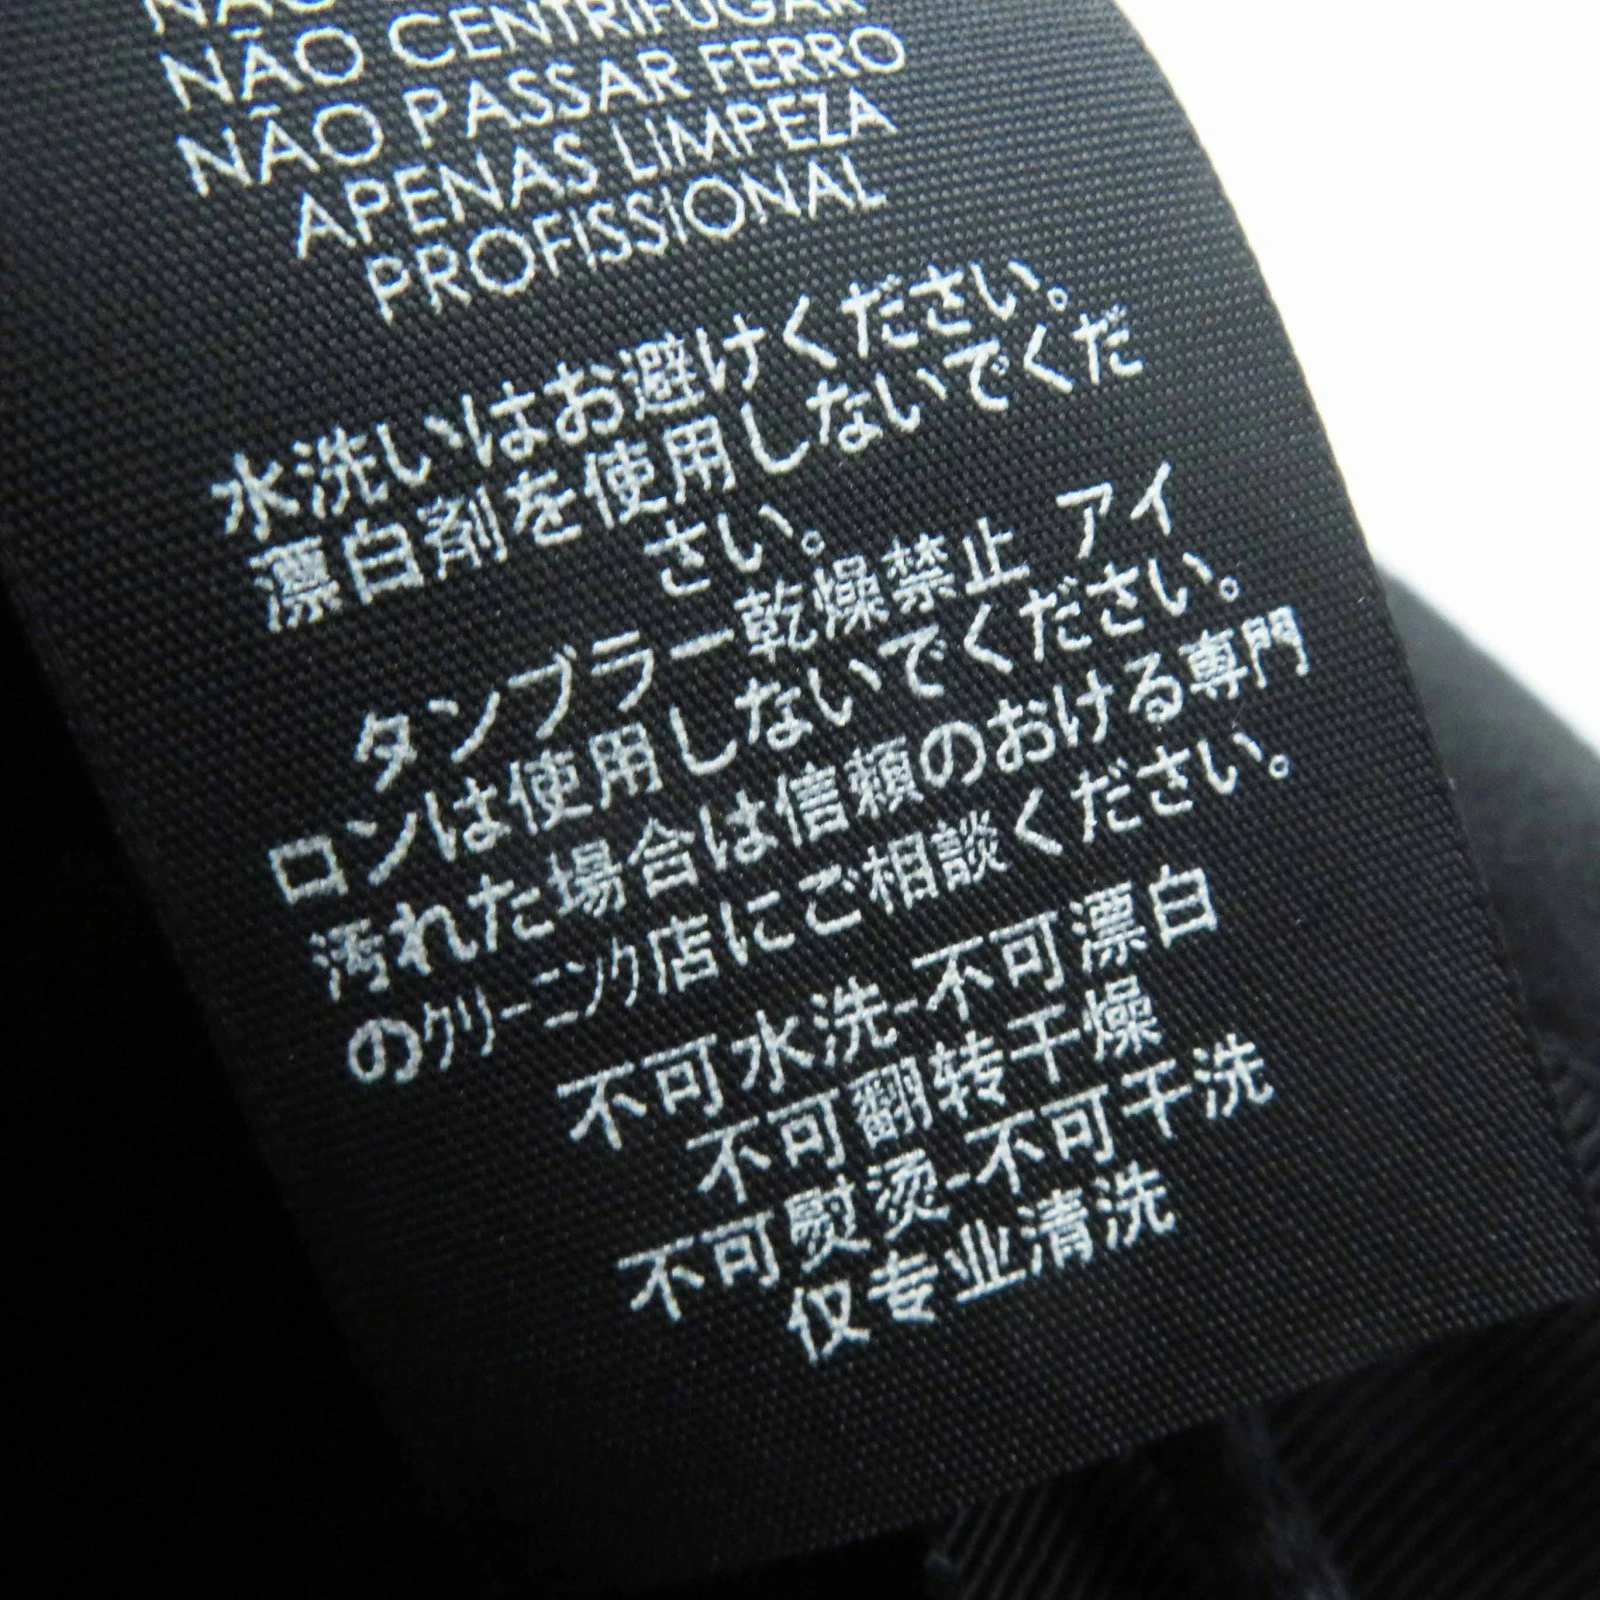 NÃO CENTRIFUGAR
NÃO PASSAR FERRO
APENAS LIMPEZA
PROFISSIONAL
水洗いはお避けください。
漂白剤を使用しないでくだ
さい。
タンブラー乾燥禁止 アイ
ロンは使用しないでください。
汚れた場合は信頼のおける専門
のｸﾘｰﾆﾝｸ店にご相談ください。
不可水洗-不可漂白
不可翻转干燥
不可熨烫-不可干洗
仅专业清洗